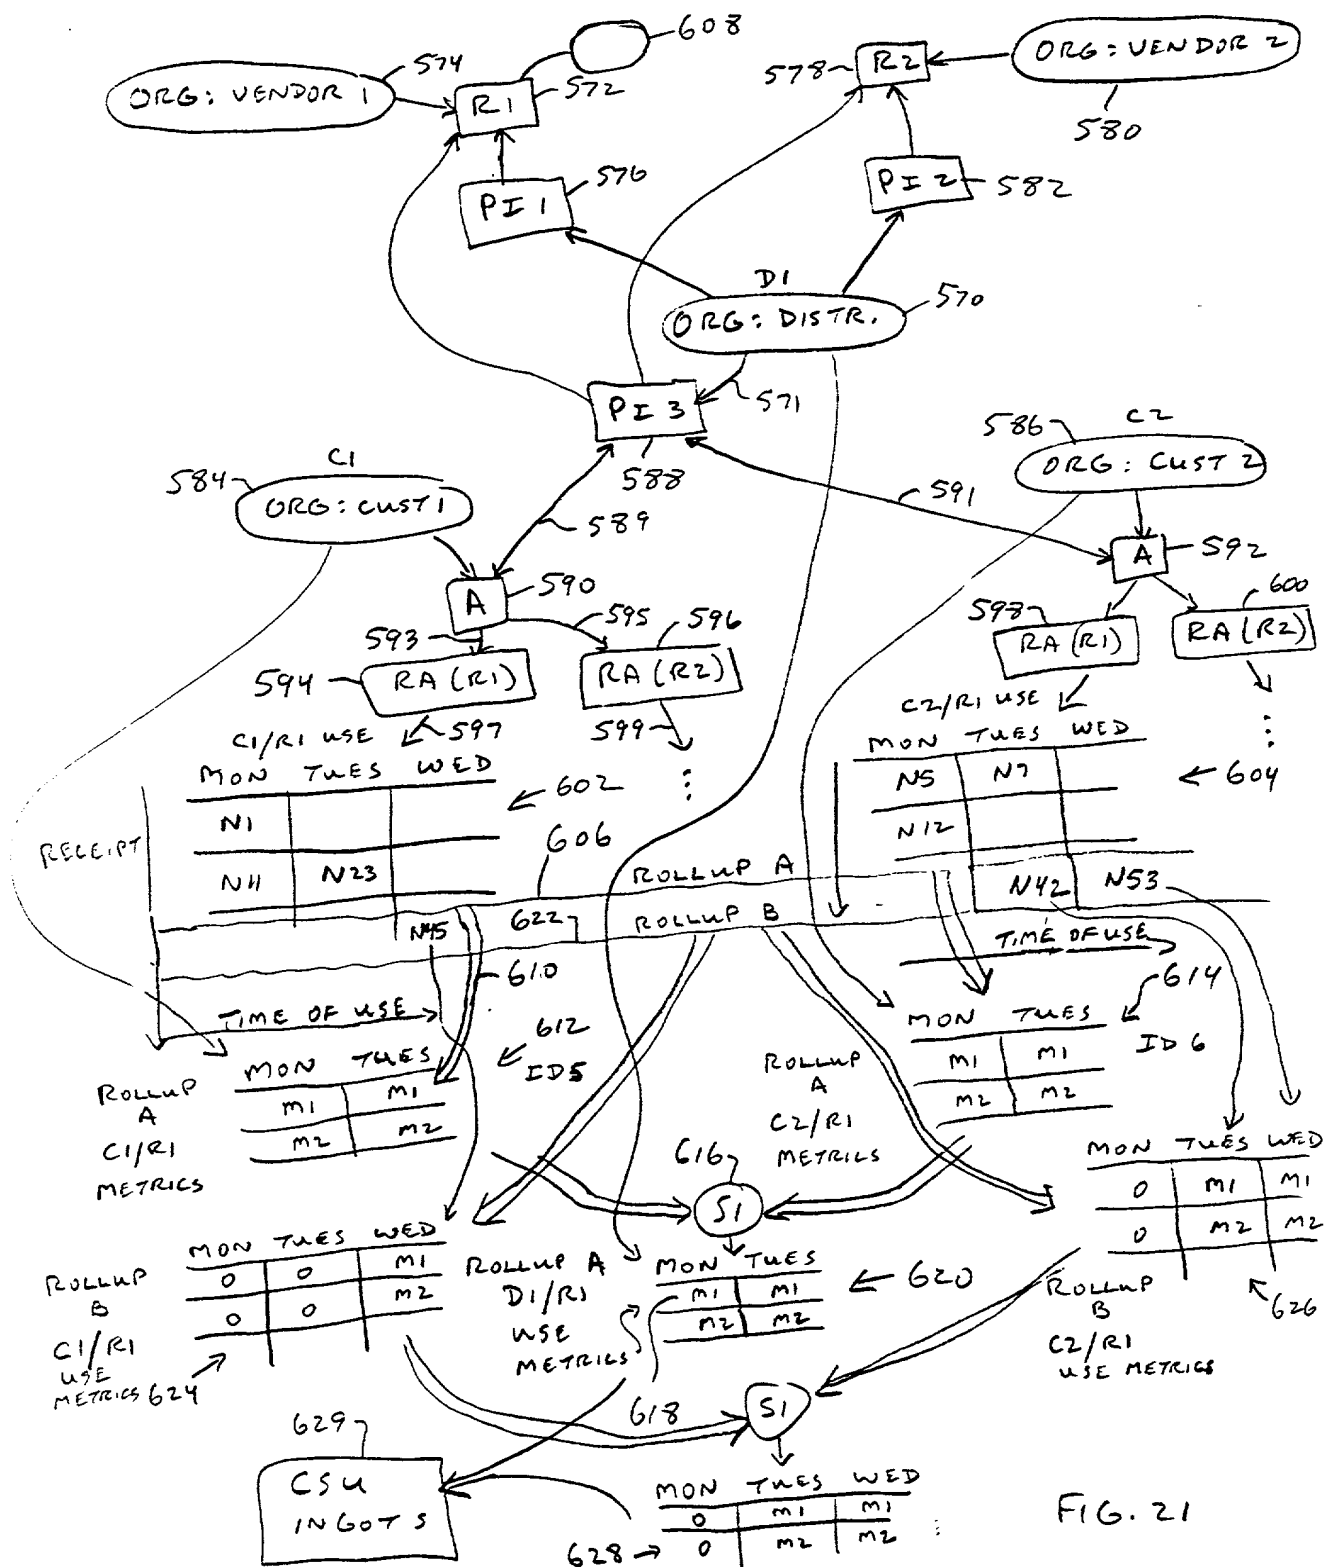 608
574
ORG: VENDOR 1
R1
572
578
R2
ORG: VENDOR 2
580
PI 1
576
PI 2
582
D1
ORG: DISTR.
570
571
PI 3
588
C1
584
ORG: CUST 1
589
591
C2
586
ORG: CUST 2
A
590
A
592
593
595
596
594
RA (R1)
RA (R2)
598
600
RA (R1)
RA (R2)
597
599
C1/R1 USE
MON TUES WED
N1
N11 N23
N45
602
RECEIPT
C2/R1 USE
MON TUES WED
N5 N7
N12
N42 N53
604
606
ROLLUP A
622
ROLLUP B
TIME OF USE
610
TIME OF USE
612
ID5
614
ID6
MON TUES
M1 M1
M2 M2
ROLLUP
A
C1/R1
METRICS
MON TUES
M1 M1
M2 M2
ROLLUP
A
C2/R1
METRICS
616
S1
MON TUES WED
0 M1 M1
0 M2 M2
626
ROLLUP
B
C2/R1
USE METRICS
MON TUES WED
0 0 M1
0 0 M2
ROLLUP
B
C1/R1
USE
METRICS 624
ROLLUP A
D1/R1
USE
METRICS
MON TUES
M1 M1
M2 M2
620
618
S1
629
CSU
INGOTS
MON TUES WED
0 M1 M1
0 M2 M2
628
FIG. 21